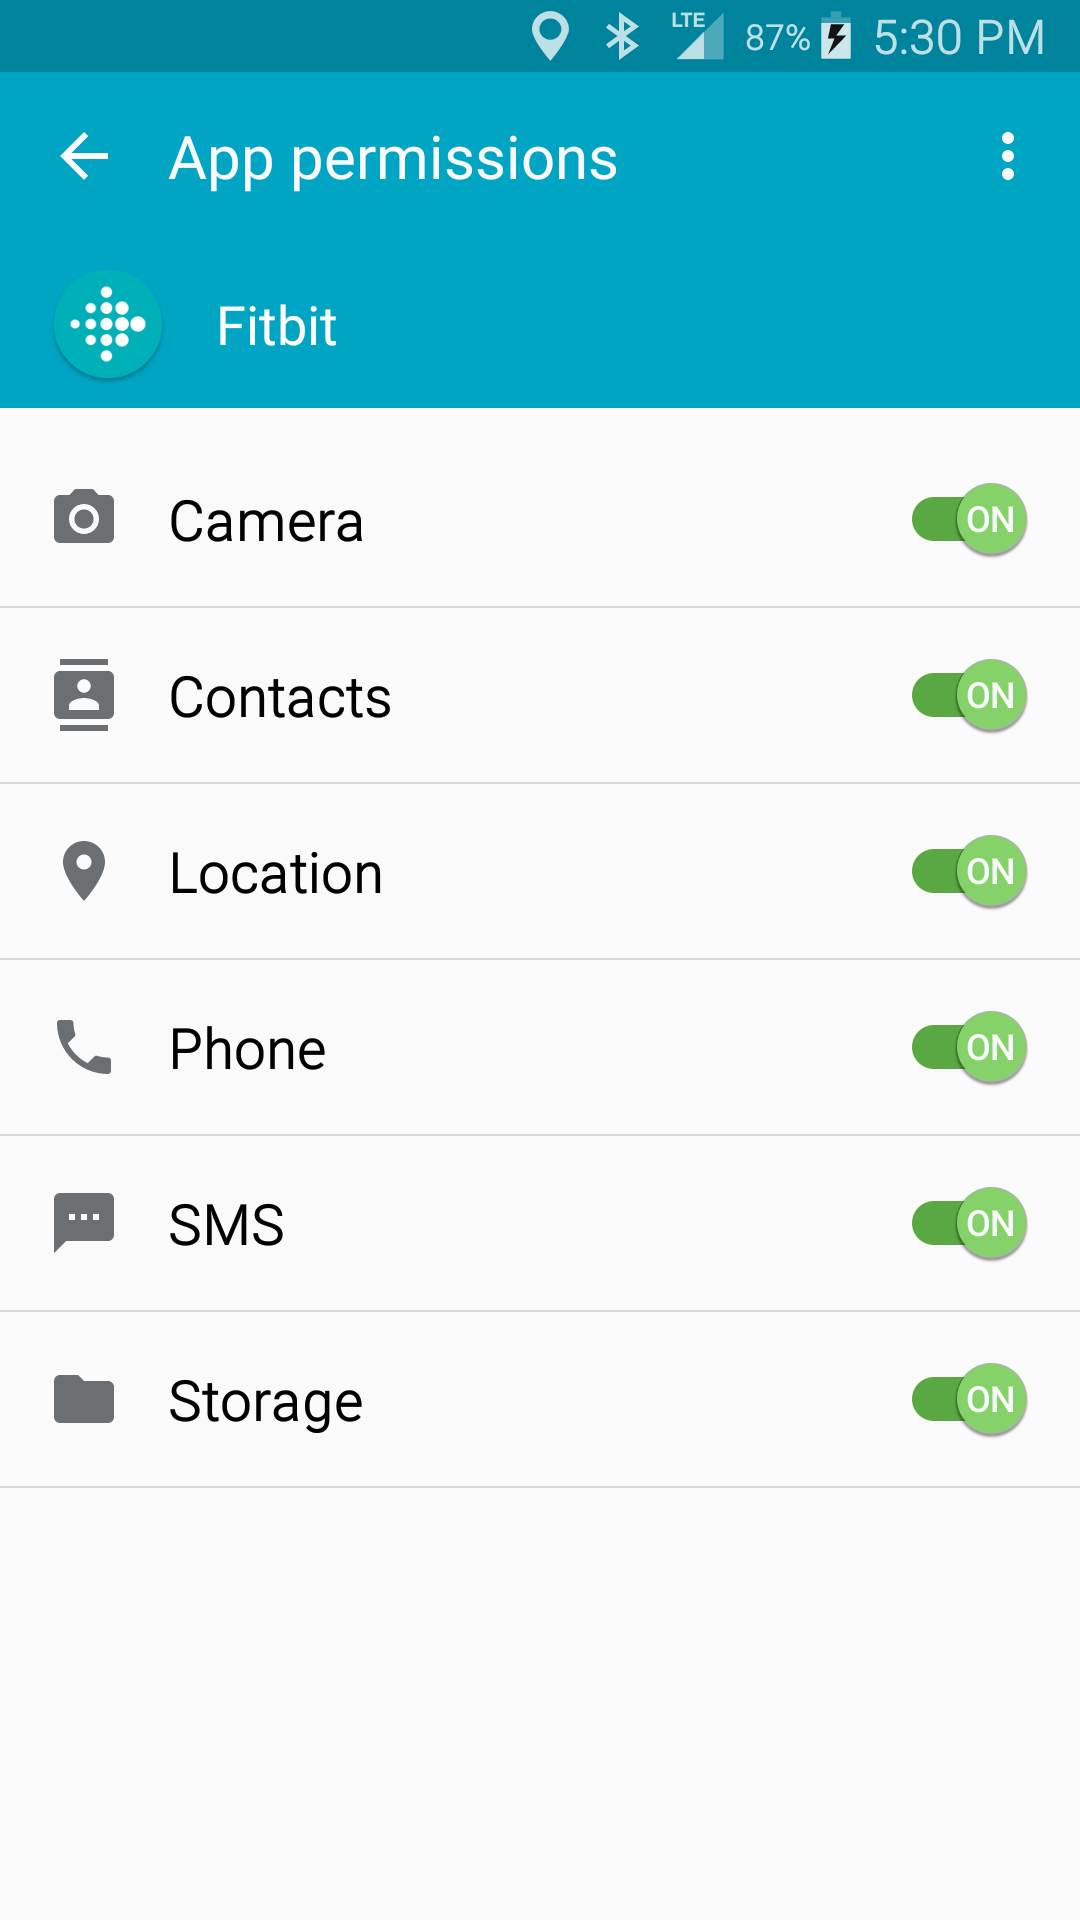 LTE 87% 5:30 PM
App permissions
Fitbit
Camera ON
Contacts ON
Location ON
Phone ON
SMS ON
Storage ON